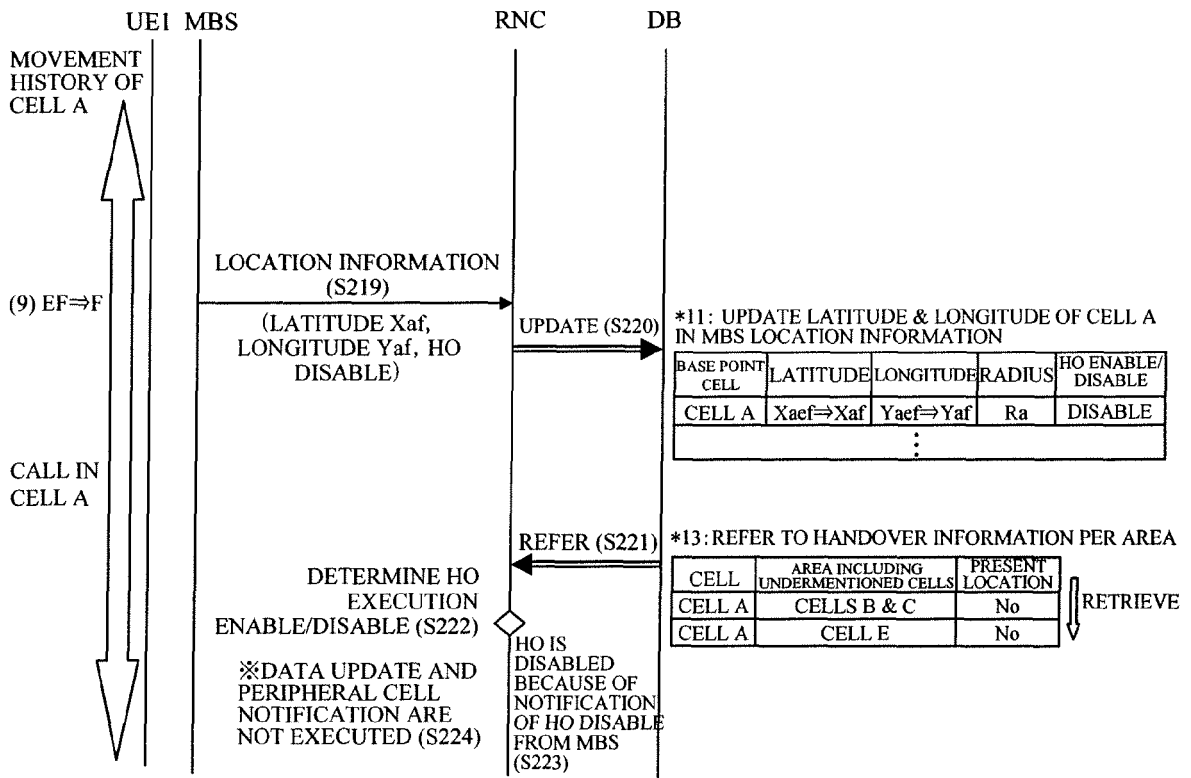 UE1 MBS RNC DB
MOVEMENT
HISTORY OF
CELL A
LOCATION INFORMATION
(S219)
(9) EF⇒F
(LATITUDE Xaf,
LONGITUDE Yaf, HO
DISABLE)
UPDATE (S220)
*11: UPDATE LATITUDE & LONGITUDE OF CELL A
IN MBS LOCATION INFORMATION
BASE POINT
CELL
LATITUDE
LONGITUDE
RADIUS
HO ENABLE/
DISABLE
CELL A Xaef⇒Xaf Yaef⇒Yaf Ra DISABLE
⋮
CALL IN
CELL A
REFER (S221)
*13:REFER TO HANDOVER INFORMATION PER AREA
CELL
AREA INCLUDING
UNDERMENTIONED CELLS
PRESENT
LOCATION
CELL A CELLS B & C No
CELL A CELL E No
RETRIEVE
DETERMINE HO
EXECUTION
ENABLE/DISABLE (S222)
HO IS
DISABLED
BECAUSE OF
NOTIFICATION
OF HO DISABLE
FROM MBS
(S223)
※DATA UPDATE AND
PERIPHERAL CELL
NOTIFICATION ARE
NOT EXECUTED (S224)